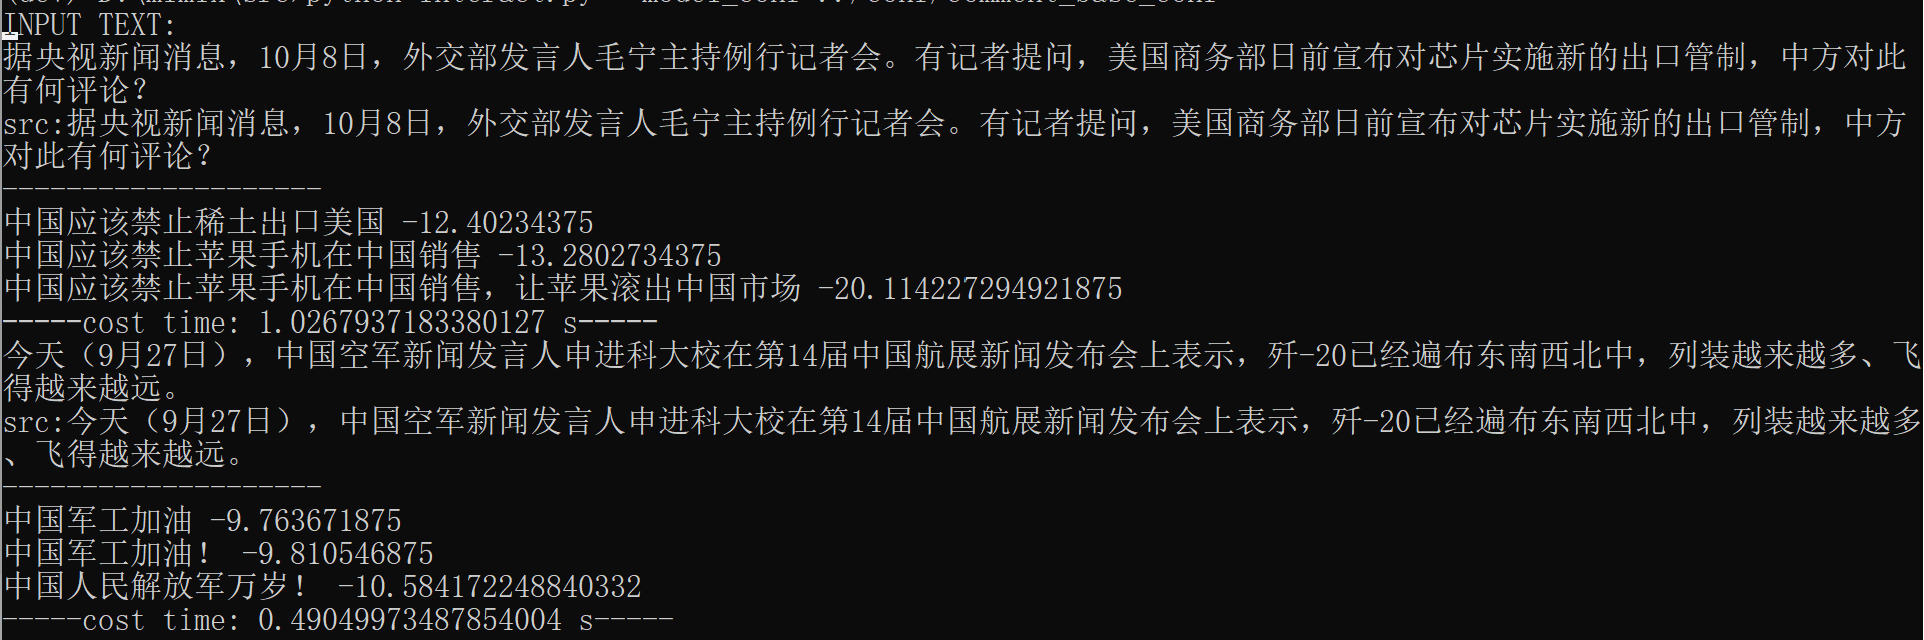 INPUT TEXT:
据央视新闻消息，10月8日，外交部发言人毛宁主持例行记者会。有记者提问，美国商务部日前宣布对芯片实施新的出口管制，中方对此
有何评论？
src:据央视新闻消息，10月8日，外交部发言人毛宁主持例行记者会。有记者提问，美国商务部日前宣布对芯片实施新的出口管制，中方
对此有何评论？
--------------------
中国应该禁止稀土出口美国 -12.40234375
中国应该禁止苹果手机在中国销售 -13.2802734375
中国应该禁止苹果手机在中国销售，让苹果滚出中国市场 -20.114227294921875
-----cost time: 1.0267937183380127 s-----
今天（9月27日），中国空军新闻发言人申进科大校在第14届中国航展新闻发布会上表示，歼-20已经遍布东南西北中，列装越来越多、飞
得越来越远。
src:今天（9月27日），中国空军新闻发言人申进科大校在第14届中国航展新闻发布会上表示，歼-20已经遍布东南西北中，列装越来越多
、飞得越来越远。
--------------------
中国军工加油 -9.763671875
中国军工加油！ -9.810546875
中国人民解放军万岁！ -10.584172248840332
-----cost time: 0.49049973487854004 s-----